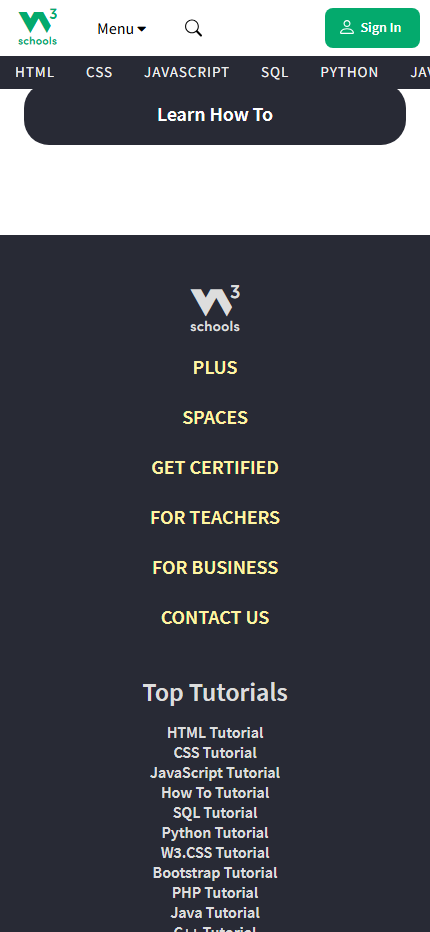 W3
schools
Menu
Sign In
HTML CSS JAVASCRIPT SQL PYTHON JAV
Learn How To
W3
schools
PLUS
SPACES
GET CERTIFIED
FOR TEACHERS
FOR BUSINESS
CONTACT US
Top Tutorials
HTML Tutorial
CSS Tutorial
JavaScript Tutorial
How To Tutorial
SQL Tutorial
Python Tutorial
W3.CSS Tutorial
Bootstrap Tutorial
PHP Tutorial
Java Tutorial
C++ Tutorial